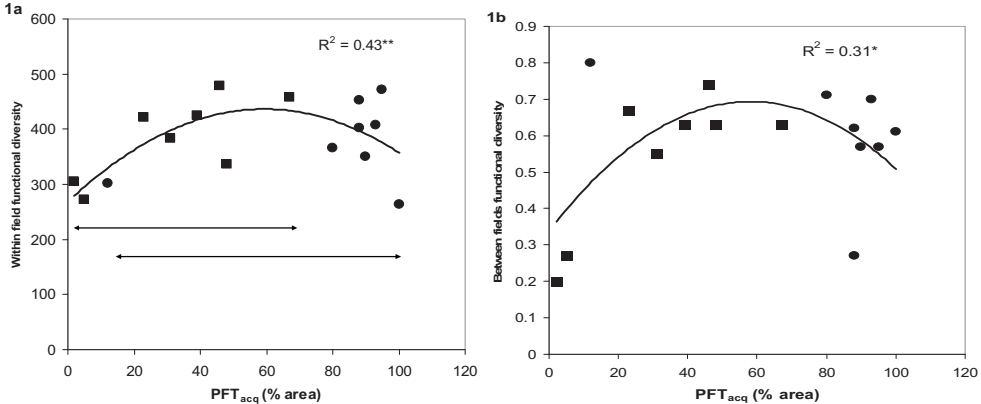 1a
R² = 0.43**
Within field functional diversity
600
500
400
300
200
100
0
0 20 40 60 80 100 120
PFTacq (% area)
1b
R² = 0.31*
Between fields functional diversity
0.9
0.8
0.7
0.6
0.5
0.4
0.3
0.2
0.1
0
0 20 40 60 80 100 120
PFTacq (% area)